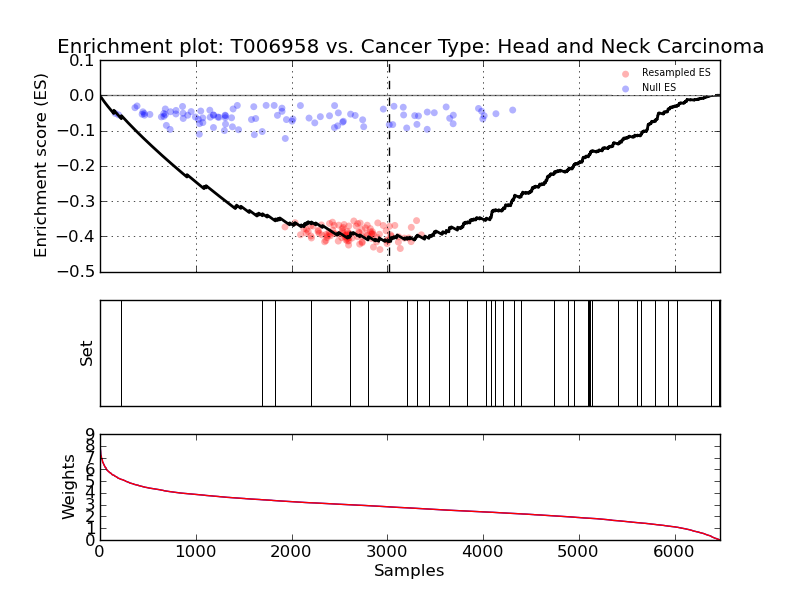 Enrichment plot: T006958 vs. Cancer Type: Head and Neck Carcinoma
0.1
0.0
−0.1
−0.2
−0.3
−0.4
−0.5
Enrichment score (ES)
Resampled ES
Null ES
Set
9
8
7
6
5
4
3
2
1
0
Weights
0 1000 2000 3000 4000 5000 6000
Samples